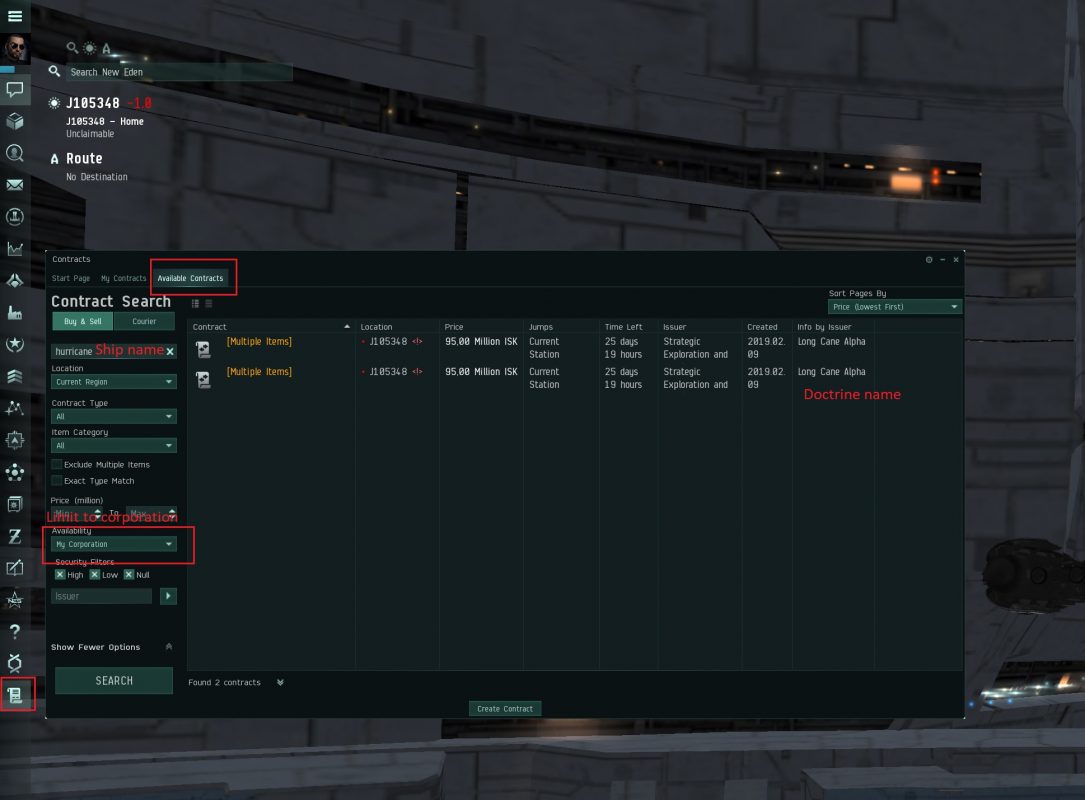 A
Search New Eden
J105348 -1.0
J105348 - Home
Unclaimable
A Route
No Destination
Contracts
Start Page My Contracts Available Contracts
Contract Search
Sort Pages By
Buy & Sell Courier
Price (Lowest First)
Contract Location Price Jumps Time Left Issuer Created Info by Issuer
hurricane Ship name
[Multiple Items] J105348 <!> 95,00 Million ISK Current Station 25 days 19 hours Strategic Exploration and 2019.02.09 Long Cane Alpha
Location
Current Region
[Multiple Items] J105348 <!> 95,00 Million ISK Current Station 25 days 19 hours Strategic Exploration and 2019.02.09 Long Cane Alpha
Doctrine name
Contract Type
All
Item Category
All
Exclude Multiple Items
Exact Type Match
Price (million)
Min To Max
Limit to corporation
Availability
My Corporation
Security Filters
High Low Null
Issuer
Show Fewer Options
SEARCH
Found 2 contracts
Create Contract
NES
?